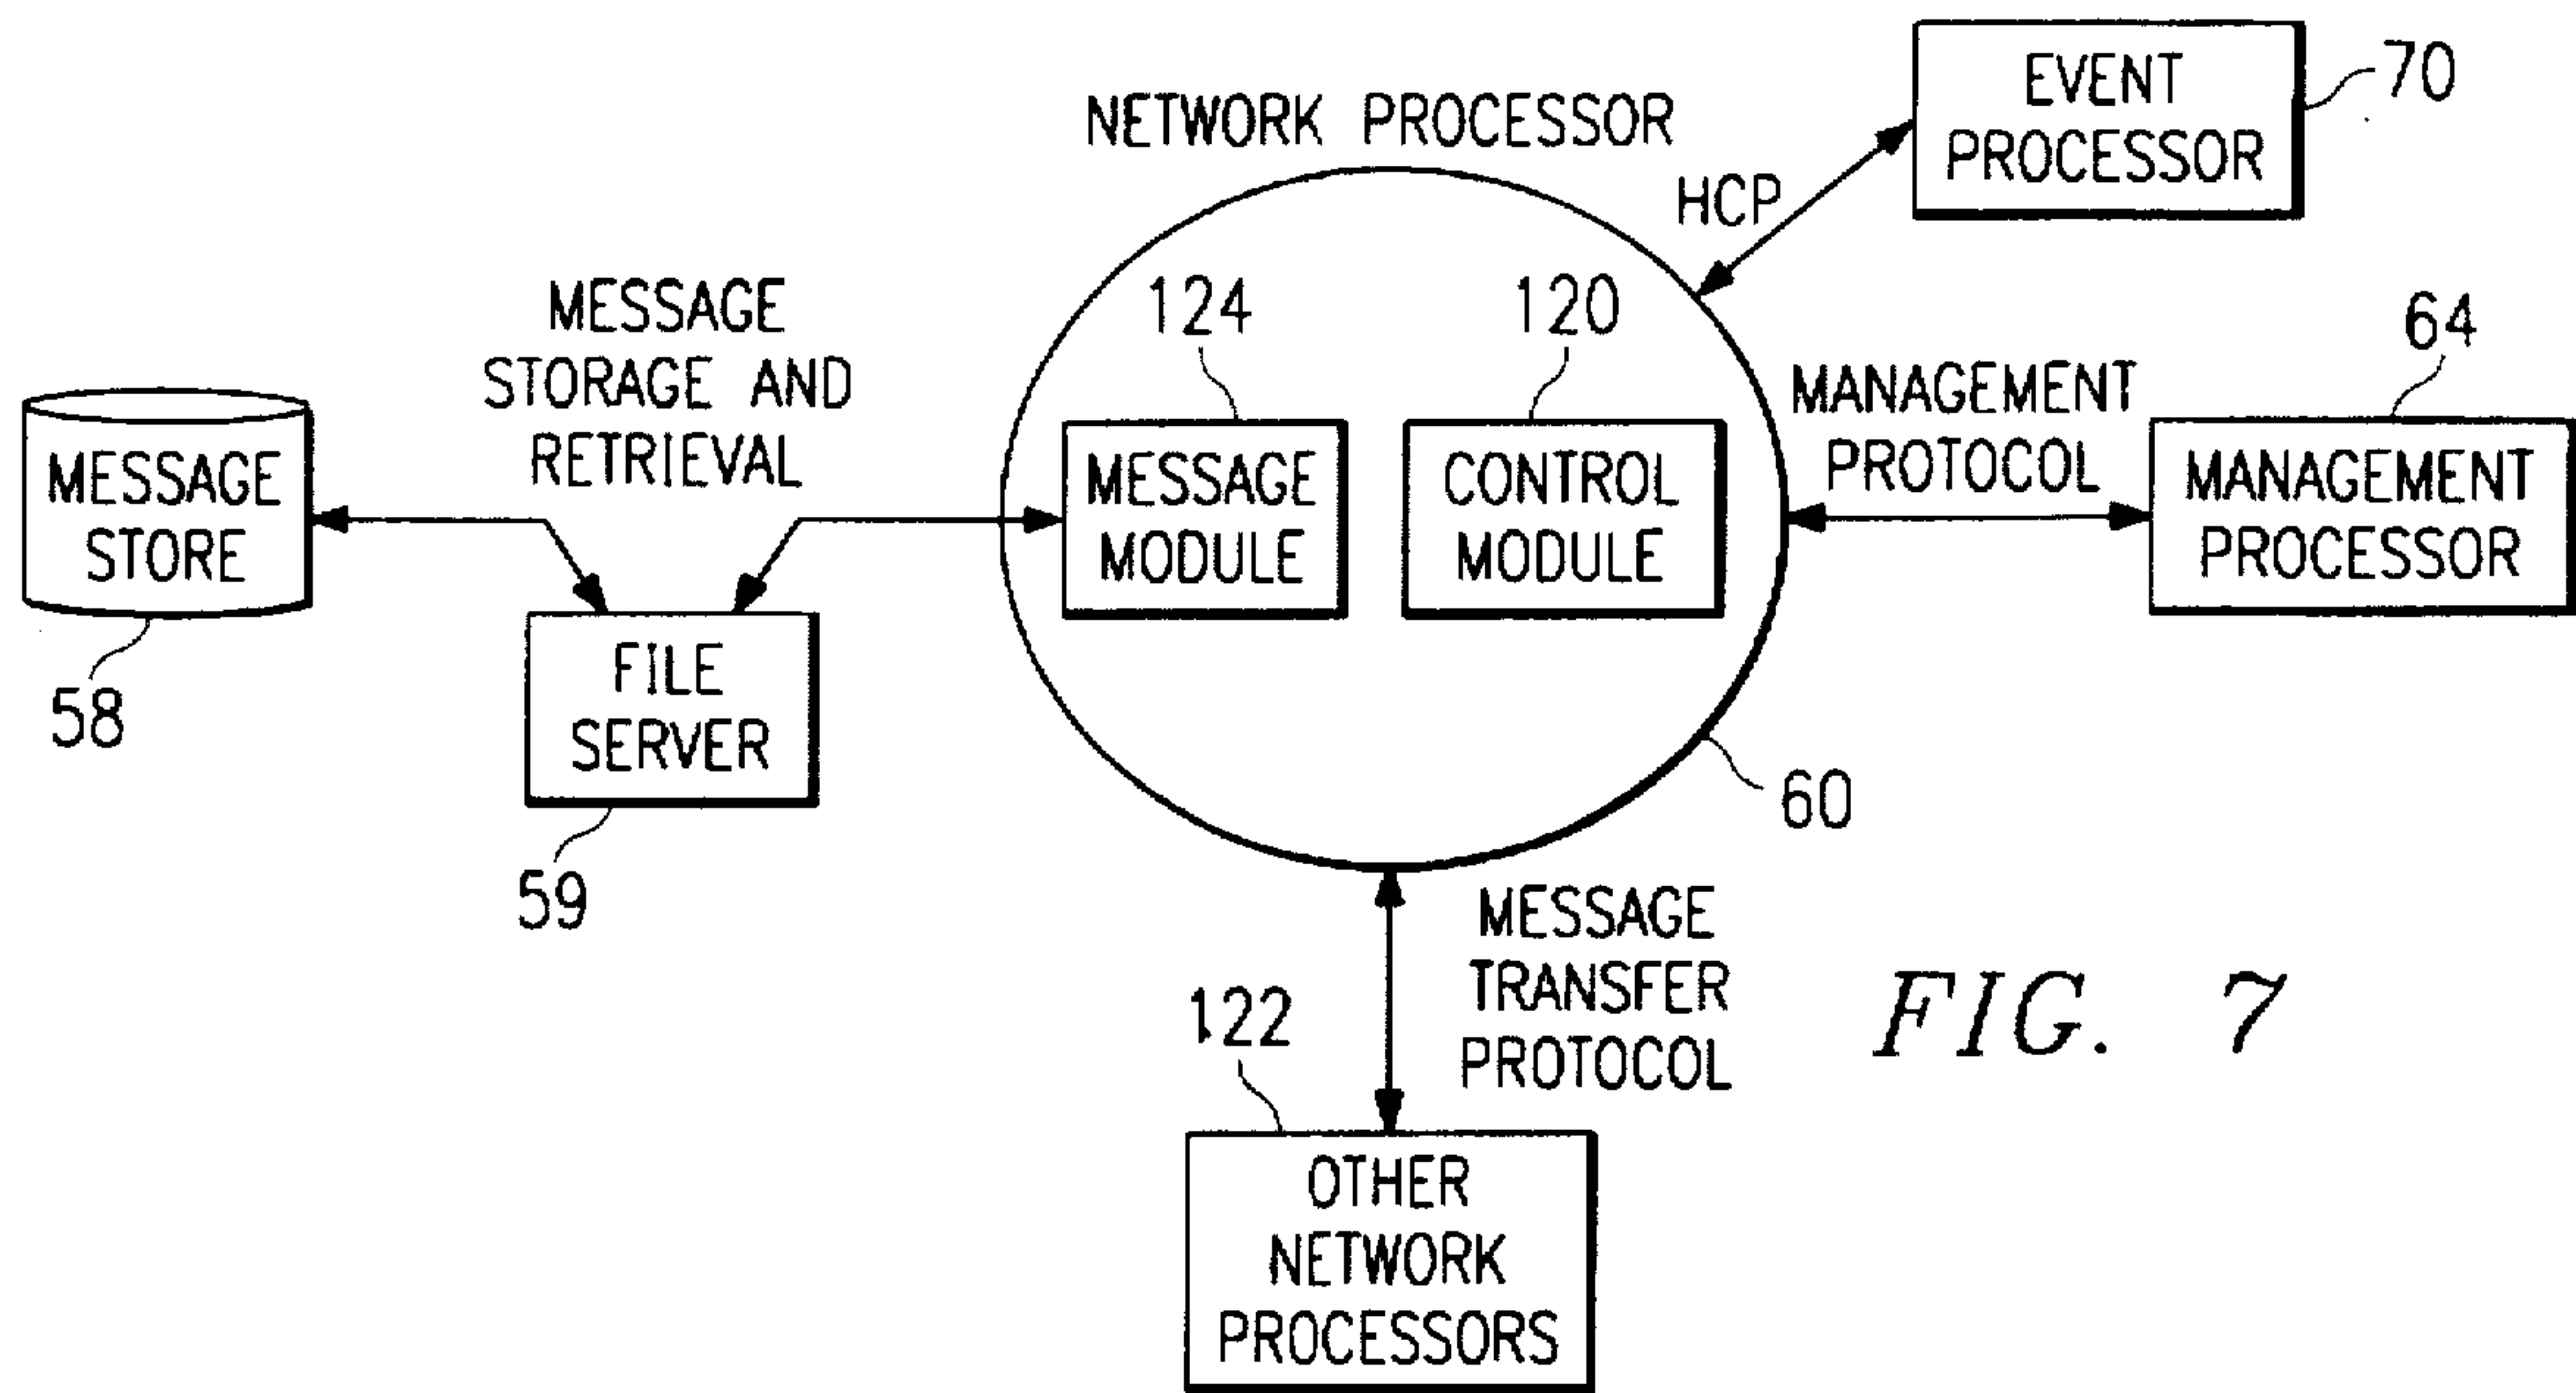 EVENT
PROCESSOR
70
NETWORK PROCESSOR
HCP
124
120
MESSAGE
STORAGE AND
RETRIEVAL
MANAGEMENT
PROTOCOL
64
MESSAGE
STORE
58
FILE
SERVER
59
MESSAGE
MODULE
CONTROL
MODULE
MANAGEMENT
PROCESSOR
60
MESSAGE
TRANSFER
PROTOCOL
122
OTHER
NETWORK
PROCESSORS
FIG. 7